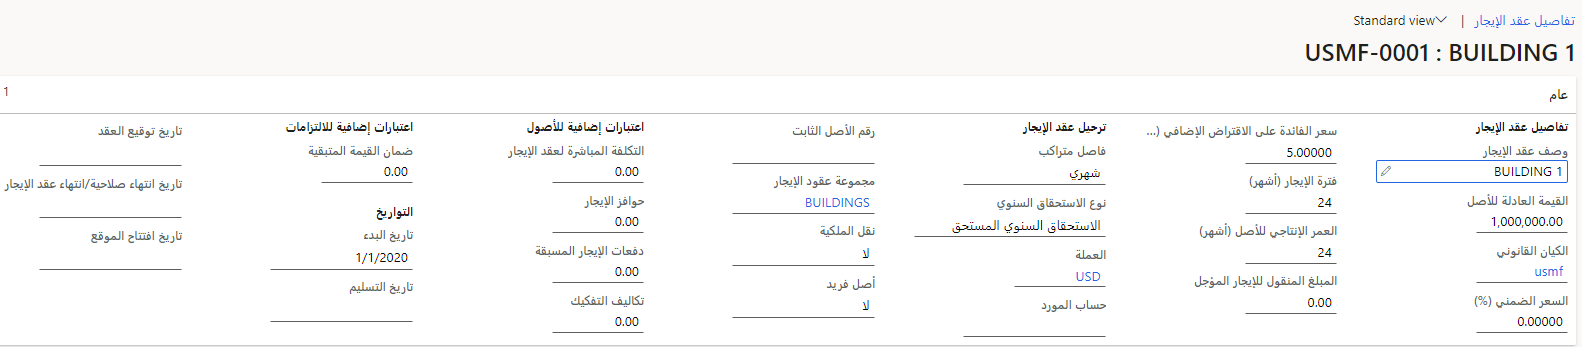 تفاصيل عقد الإيجار | Standard view
USMF-0001 : BUILDING 1
عام
1
تفاصيل عقد الإيجار
وصف عقد الإيجار
BUILDING 1
القيمة العادلة للأصل
1,000,000.00
الكيان القانوني
usmf
السعر الضمني (%)
0.00000
سعر الفائدة على الاقتراض الإضافي (...
5.00000
فترة الإيجار (أشهر)
24
العمر الإنتاجي للأصل (أشهر)
24
المبلغ المنقول للإيجار المؤجل
0.00
ترحيل عقد الإيجار
فاصل متراكب
شهري
نوع الاستحقاق السنوي
الاستحقاق السنوي المستحق
العملة
USD
حساب المورد
رقم الأصل الثابت
مجموعة عقود الإيجار
BUILDINGS
نقل الملكية
لا
أصل فريد
لا
اعتبارات إضافية للأصول
التكلفة المباشرة لعقد الإيجار
0.00
حوافز الإيجار
0.00
دفعات الإيجار المسبقة
0.00
تكاليف التفكيك
0.00
اعتبارات إضافية للالتزامات
ضمان القيمة المتبقية
0.00
التواريخ
تاريخ البدء
1/1/2020
تاريخ التسليم
تاريخ توقيع العقد
تاريخ انتهاء صلاحية/انتهاء عقد الإيجار
تاريخ افتتاح الموقع